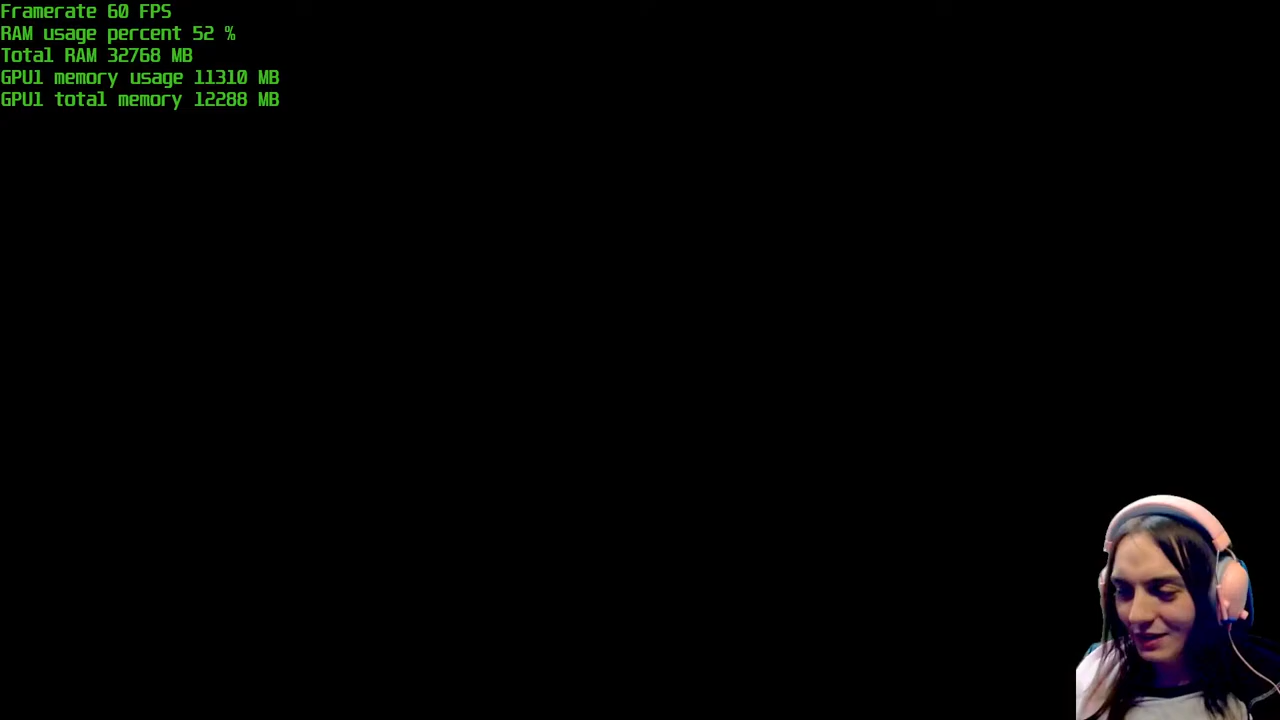 Framerate 60 FPS
RAM usage percent 52 %
Total RAM 32768 MB
GPU1 memory usage 11310 MB
GPU1 total memory 12288 MB